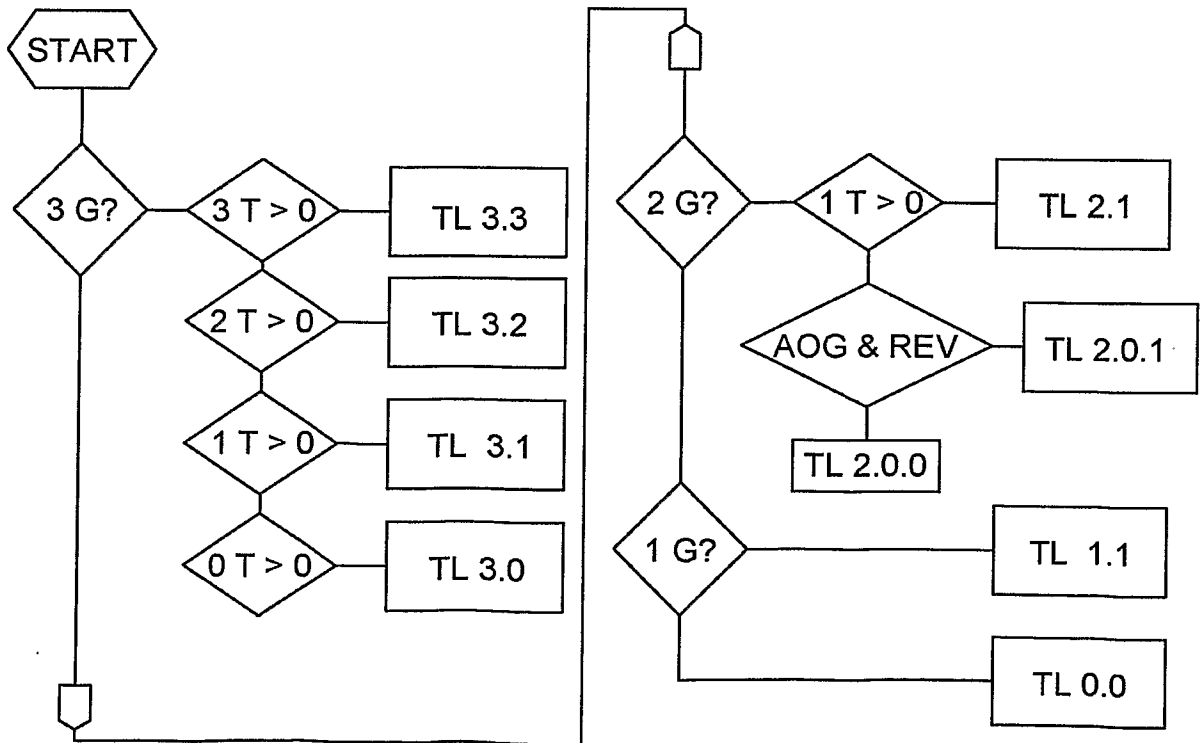 START
3 G?
3 T > 0
TL 3.3
2 T > 0
TL 3.2
1 T > 0
TL 3.1
0 T > 0
TL 3.0
2 G?
1 T > 0
TL 2.1
AOG & REV
TL 2.0.1
TL 2.0.0
1 G?
TL 1.1
TL 0.0